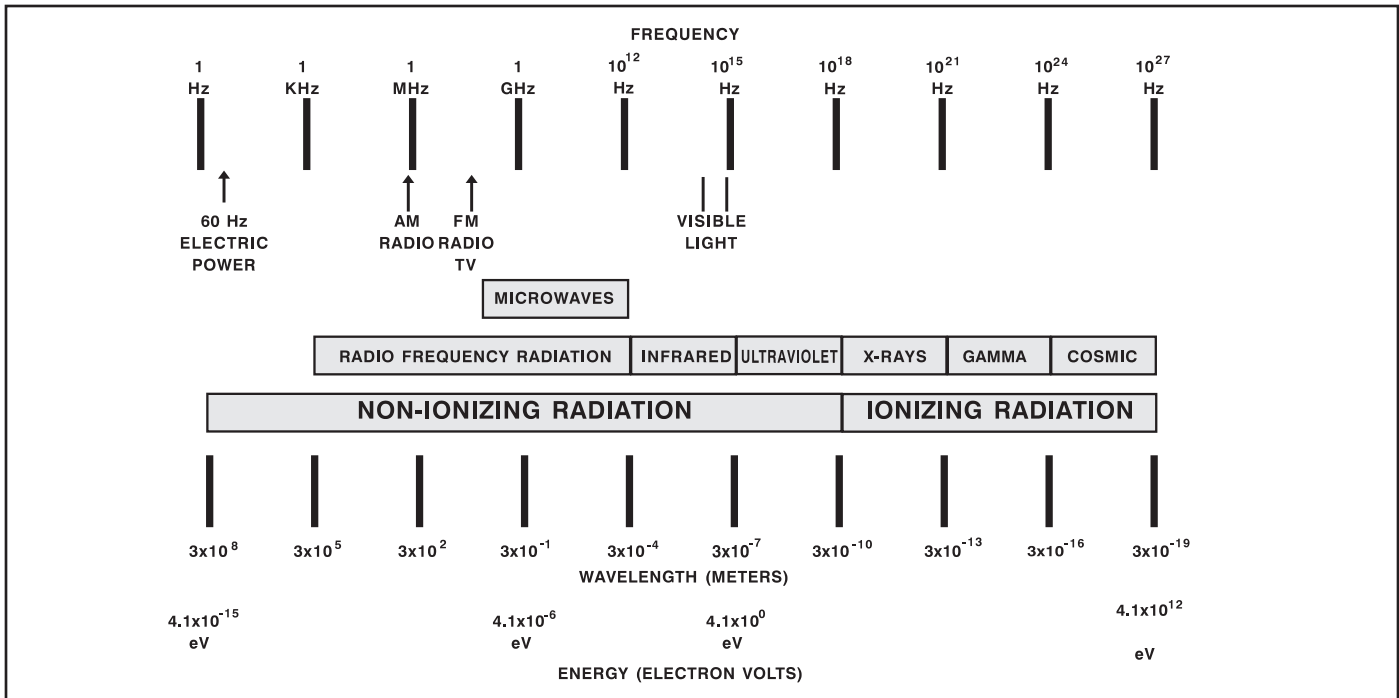 FREQUENCY
1 1 1 1 10^12 10^15 10^18 10^21 10^24 10^27
Hz KHz MHz GHz Hz Hz Hz Hz Hz Hz
60 Hz AM FM VISIBLE
ELECTRIC RADIO RADIO LIGHT
POWER TV
MICROWAVES
RADIO FREQUENCY RADIATION INFRARED ULTRAVIOLET X-RAYS GAMMA COSMIC
NON-IONIZING RADIATION IONIZING RADIATION
3x10^8 3x10^5 3x10^2 3x10^-1 3x10^-4 3x10^-7 3x10^-10 3x10^-13 3x10^-16 3x10^-19
WAVELENGTH (METERS)
4.1x10^-15 4.1x10^-6 4.1x10^0 4.1x10^12
eV eV eV eV
ENERGY (ELECTRON VOLTS)